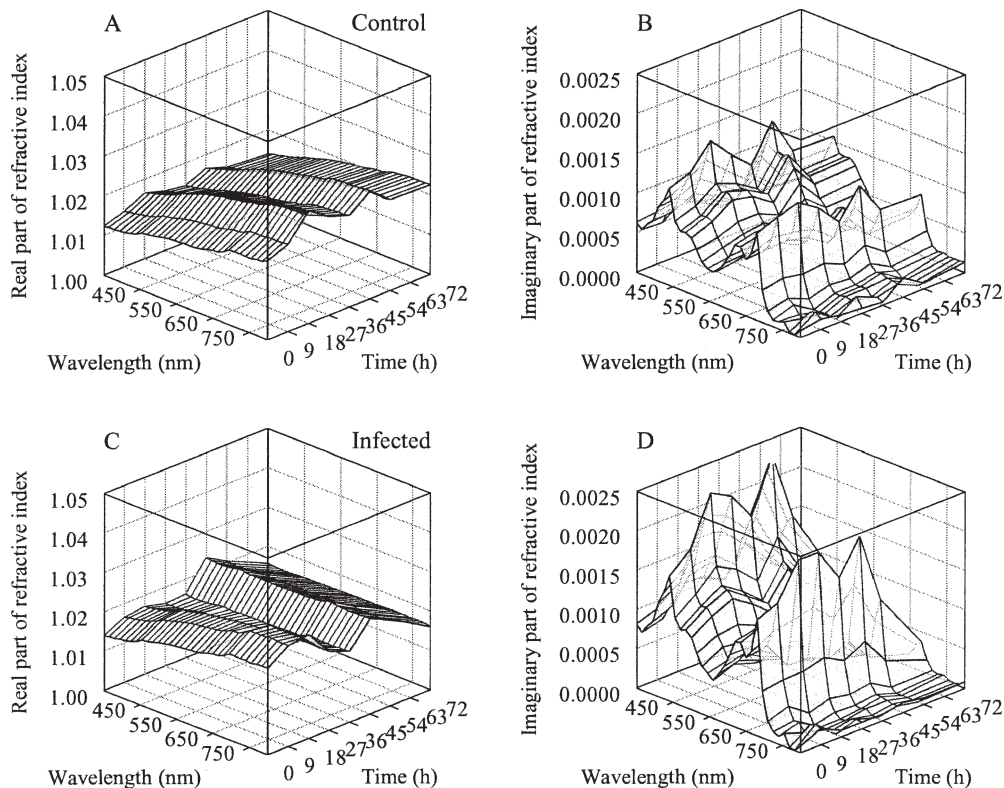 A
Control
Real part of refractive index
1.05
1.04
1.03
1.02
1.01
1.00
450
550
650
750
Wavelength (nm)
0 9 18 27 36 45 54 63 72
Time (h)
B
Imaginary part of refractive index
0.0025
0.0020
0.0015
0.0010
0.0005
0.0000
450
550
650
750
Wavelength (nm)
0 9 18 27 36 45 54 63 72
Time (h)
C
Infected
Real part of refractive index
1.05
1.04
1.03
1.02
1.01
1.00
450
550
650
750
Wavelength (nm)
0 9 18 27 36 45 54 63 72
Time (h)
D
Imaginary part of refractive index
0.0025
0.0020
0.0015
0.0010
0.0005
0.0000
450
550
650
750
Wavelength (nm)
0 9 18 27 36 45 54 63 72
Time (h)